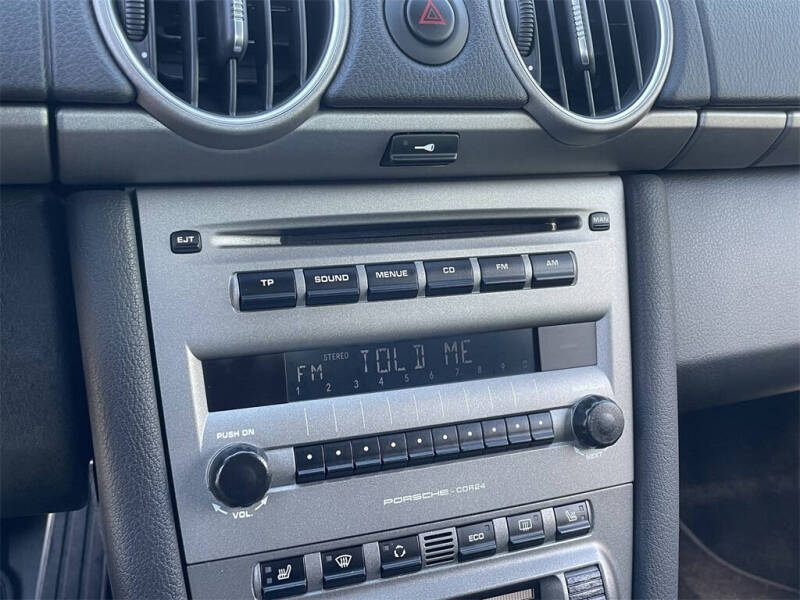 EJT
MAN
TP SOUND MENUE CD FM AM
STEREO
FM TOLD ME
1 2 3 4 5 6 7 8 9 0
PUSH ON
VOL.
NEXT
PORSCHE-CDR24
ECO